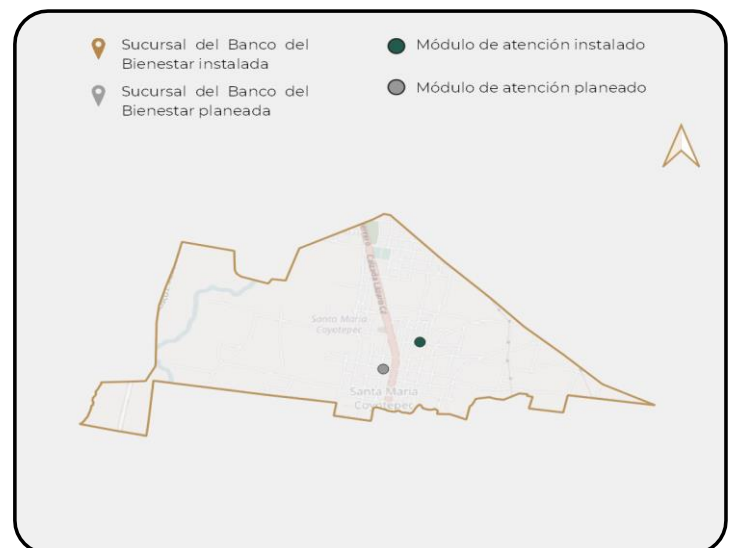 Sucursal del Banco del
Bienestar instalada
Sucursal del Banco del
Bienestar planeada
Módulo de atención instalado
Módulo de atención planeado
Santa María
Coyotepec
Santa María
Coyotepec